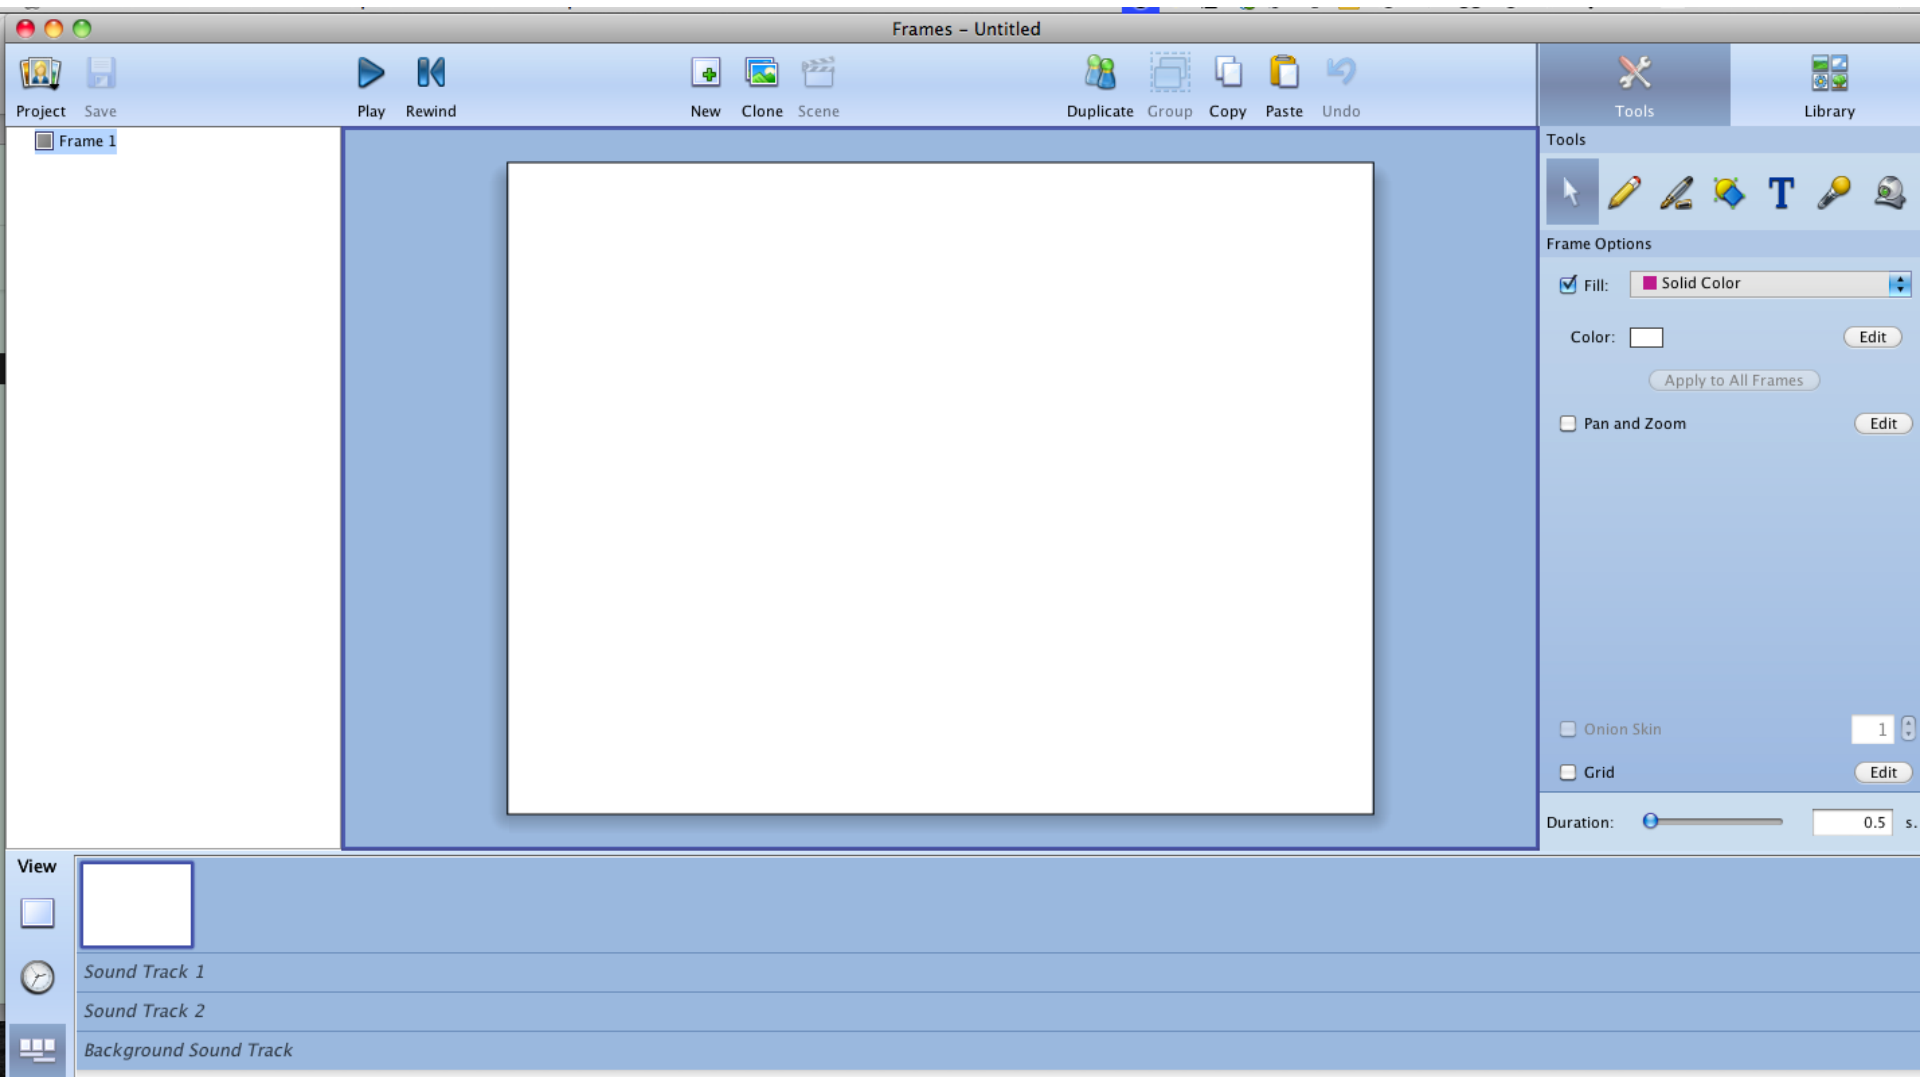 Frames – Untitled
Project Save Play Rewind New Clone Scene Duplicate Group Copy Paste Undo Tools Library
Frame 1
Tools
T
Frame Options
Fill: Solid Color
Color: Edit
Apply to All Frames
Pan and Zoom Edit
Onion Skin 1
Grid Edit
Duration: 0.5 s.
View
Sound Track 1
Sound Track 2
Background Sound Track